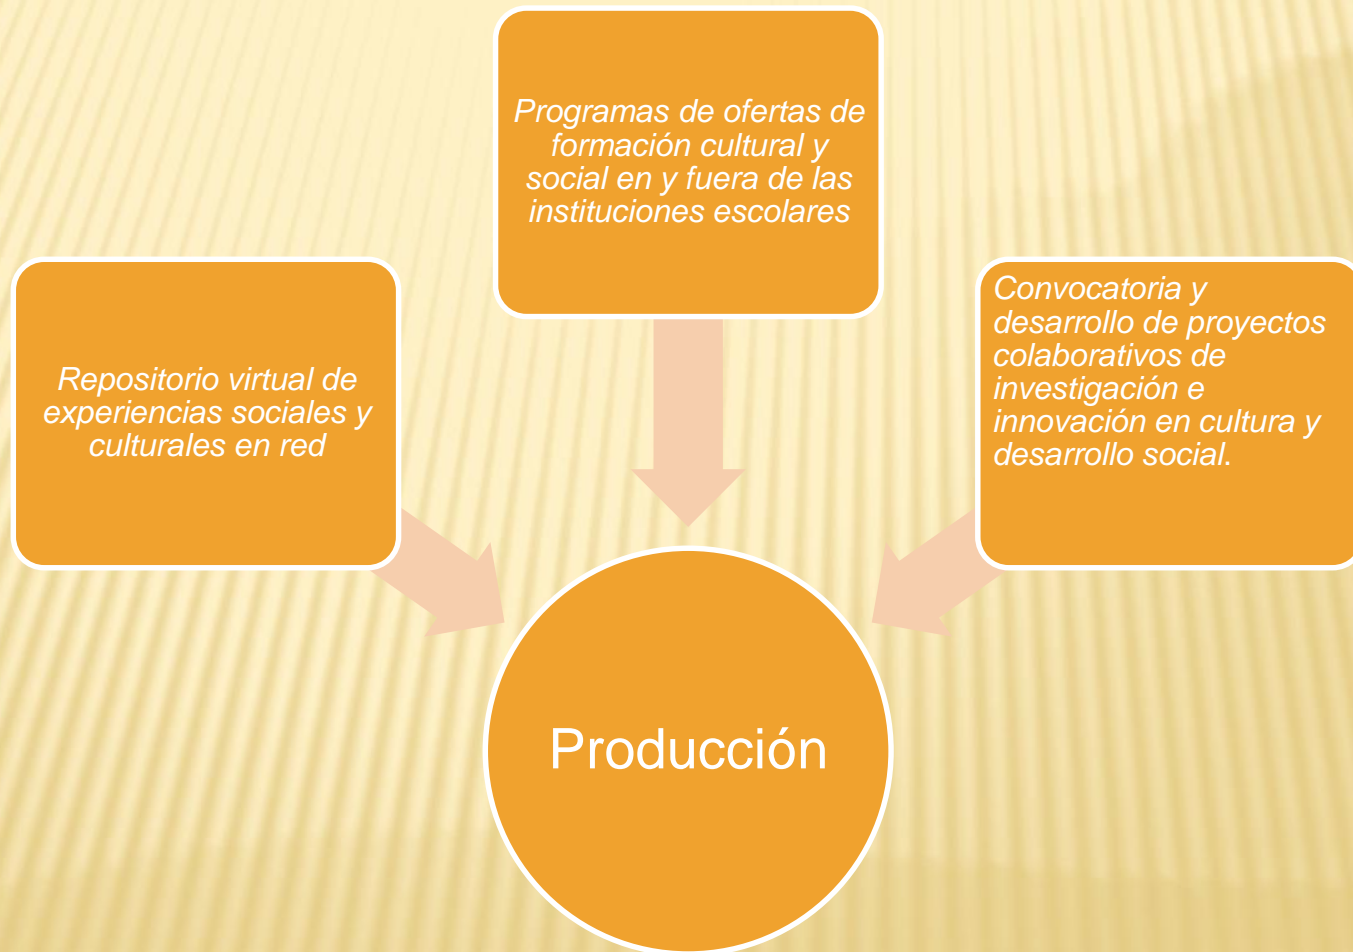 Programas de ofertas de
formación cultural y
social en y fuera de las
instituciones escolares
Repositorio virtual de
experiencias sociales y
culturales en red
Convocatoria y
desarrollo de proyectos
colaborativos de
investigación e
innovación en cultura y
desarrollo social.
Producción